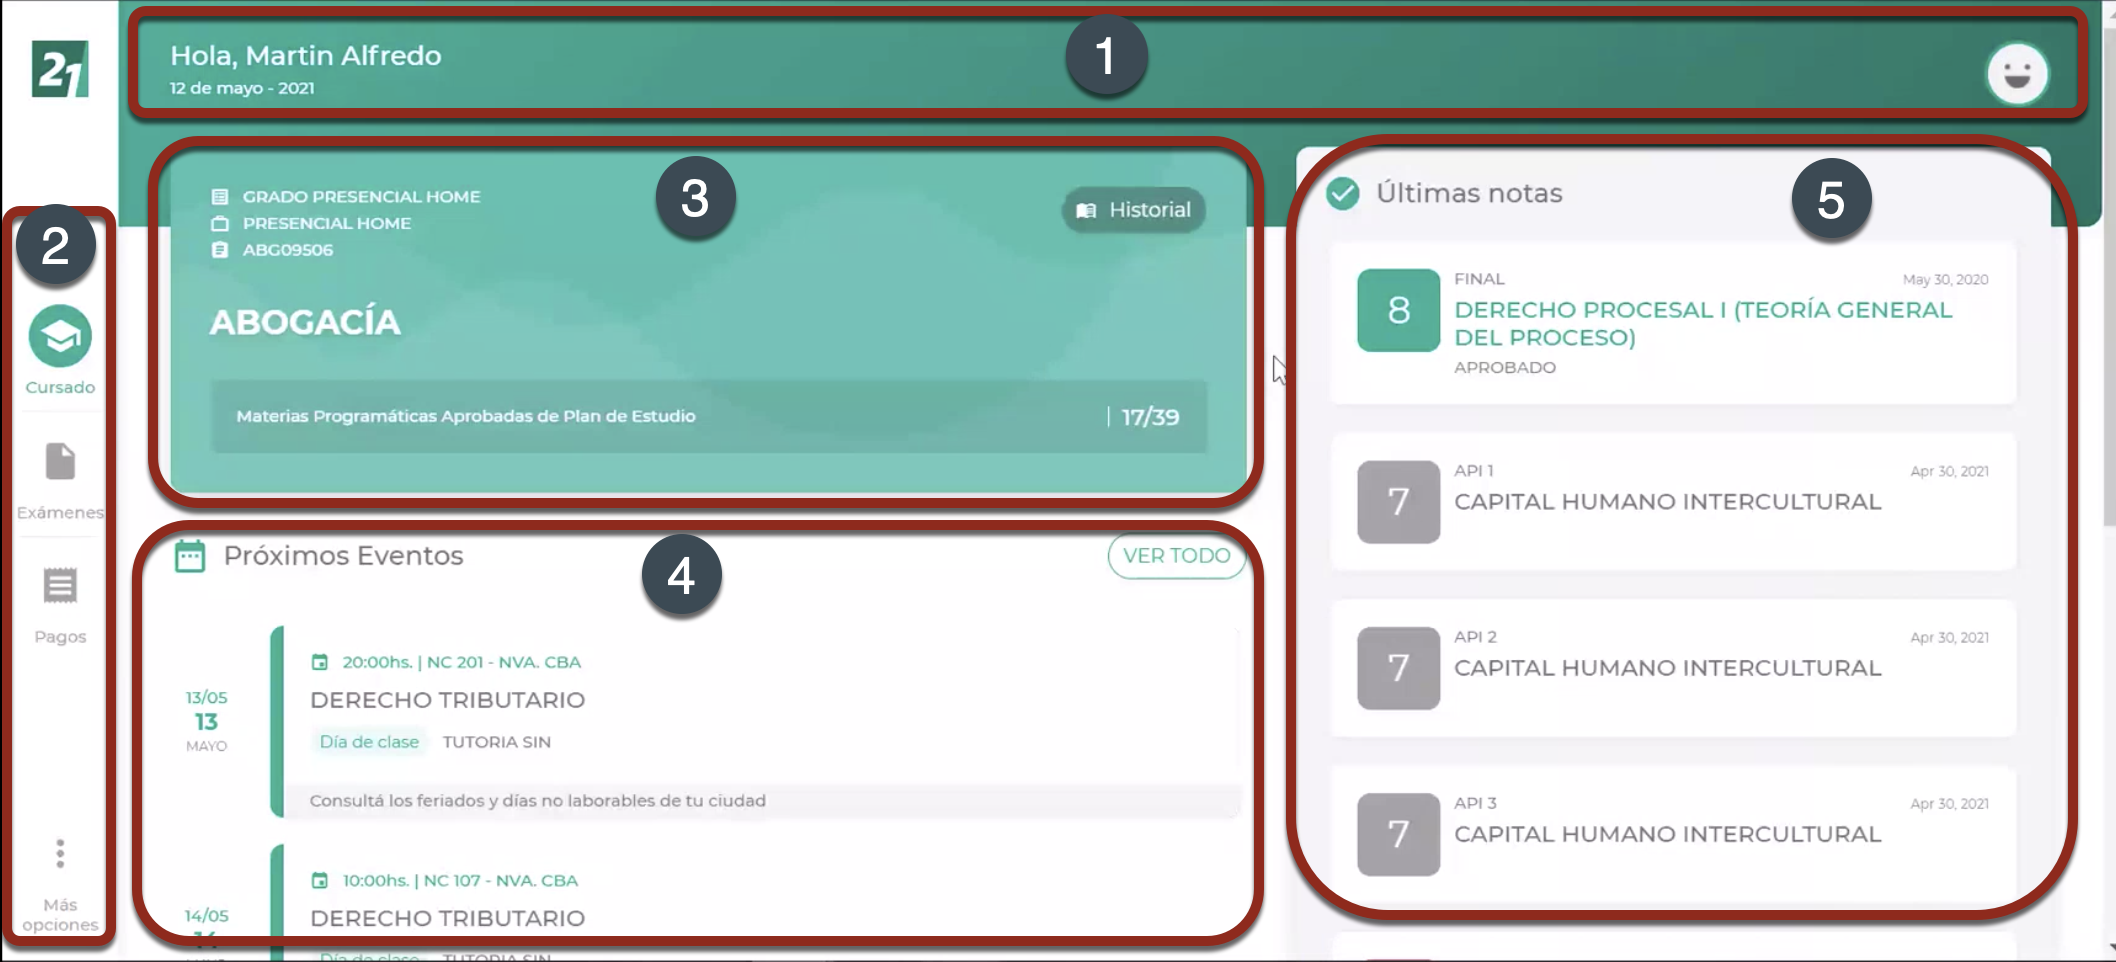 21
Hola, Martin Alfredo
12 de mayo - 2021
1
2
Cursado
Exámenes
Pagos
Más
opciones
3
GRADO PRESENCIAL HOME
PRESENCIAL HOME
ABG09506
Historial
ABOGACÍA
Materias Programáticas Aprobadas de Plan de Estudio | 17/39
4
Próximos Eventos
VER TODO
13/05
13
MAYO
20:00hs. | NC 201 - NVA. CBA
DERECHO TRIBUTARIO
Día de clase TUTORIA SIN
Consultá los feriados y días no laborables de tu ciudad
14/05
14
10:00hs. | NC 107 - NVA. CBA
DERECHO TRIBUTARIO
Día de clase TUTORIA SIN
5
Últimas notas
8
FINAL
May 30, 2020
DERECHO PROCESAL I (TEORÍA GENERAL
DEL PROCESO)
APROBADO
7
API 1
Apr 30, 2021
CAPITAL HUMANO INTERCULTURAL
7
API 2
Apr 30, 2021
CAPITAL HUMANO INTERCULTURAL
7
API 3
Apr 30, 2021
CAPITAL HUMANO INTERCULTURAL